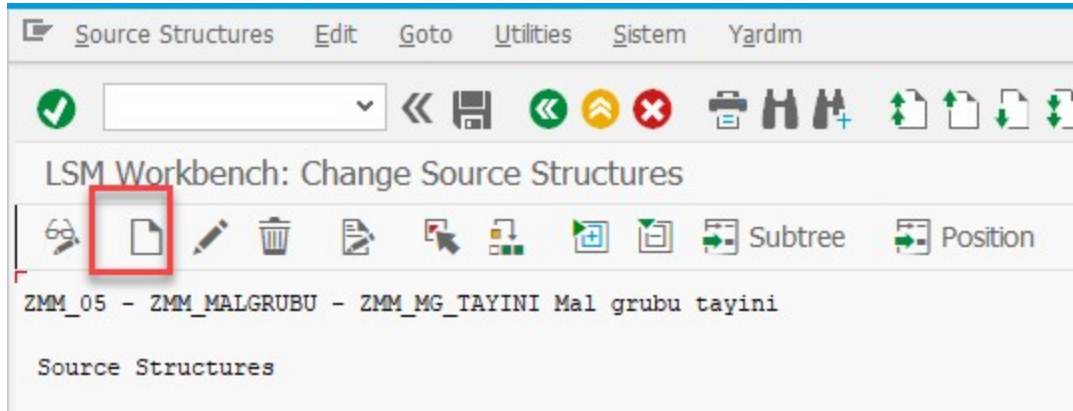 Source Structures Edit Goto Utilities Sistem Yardım
LSM Workbench: Change Source Structures
Subtree Position
ZMM_05 - ZMM_MALGRUBU - ZMM_MG_TAYINI Mal grubu tayini
Source Structures